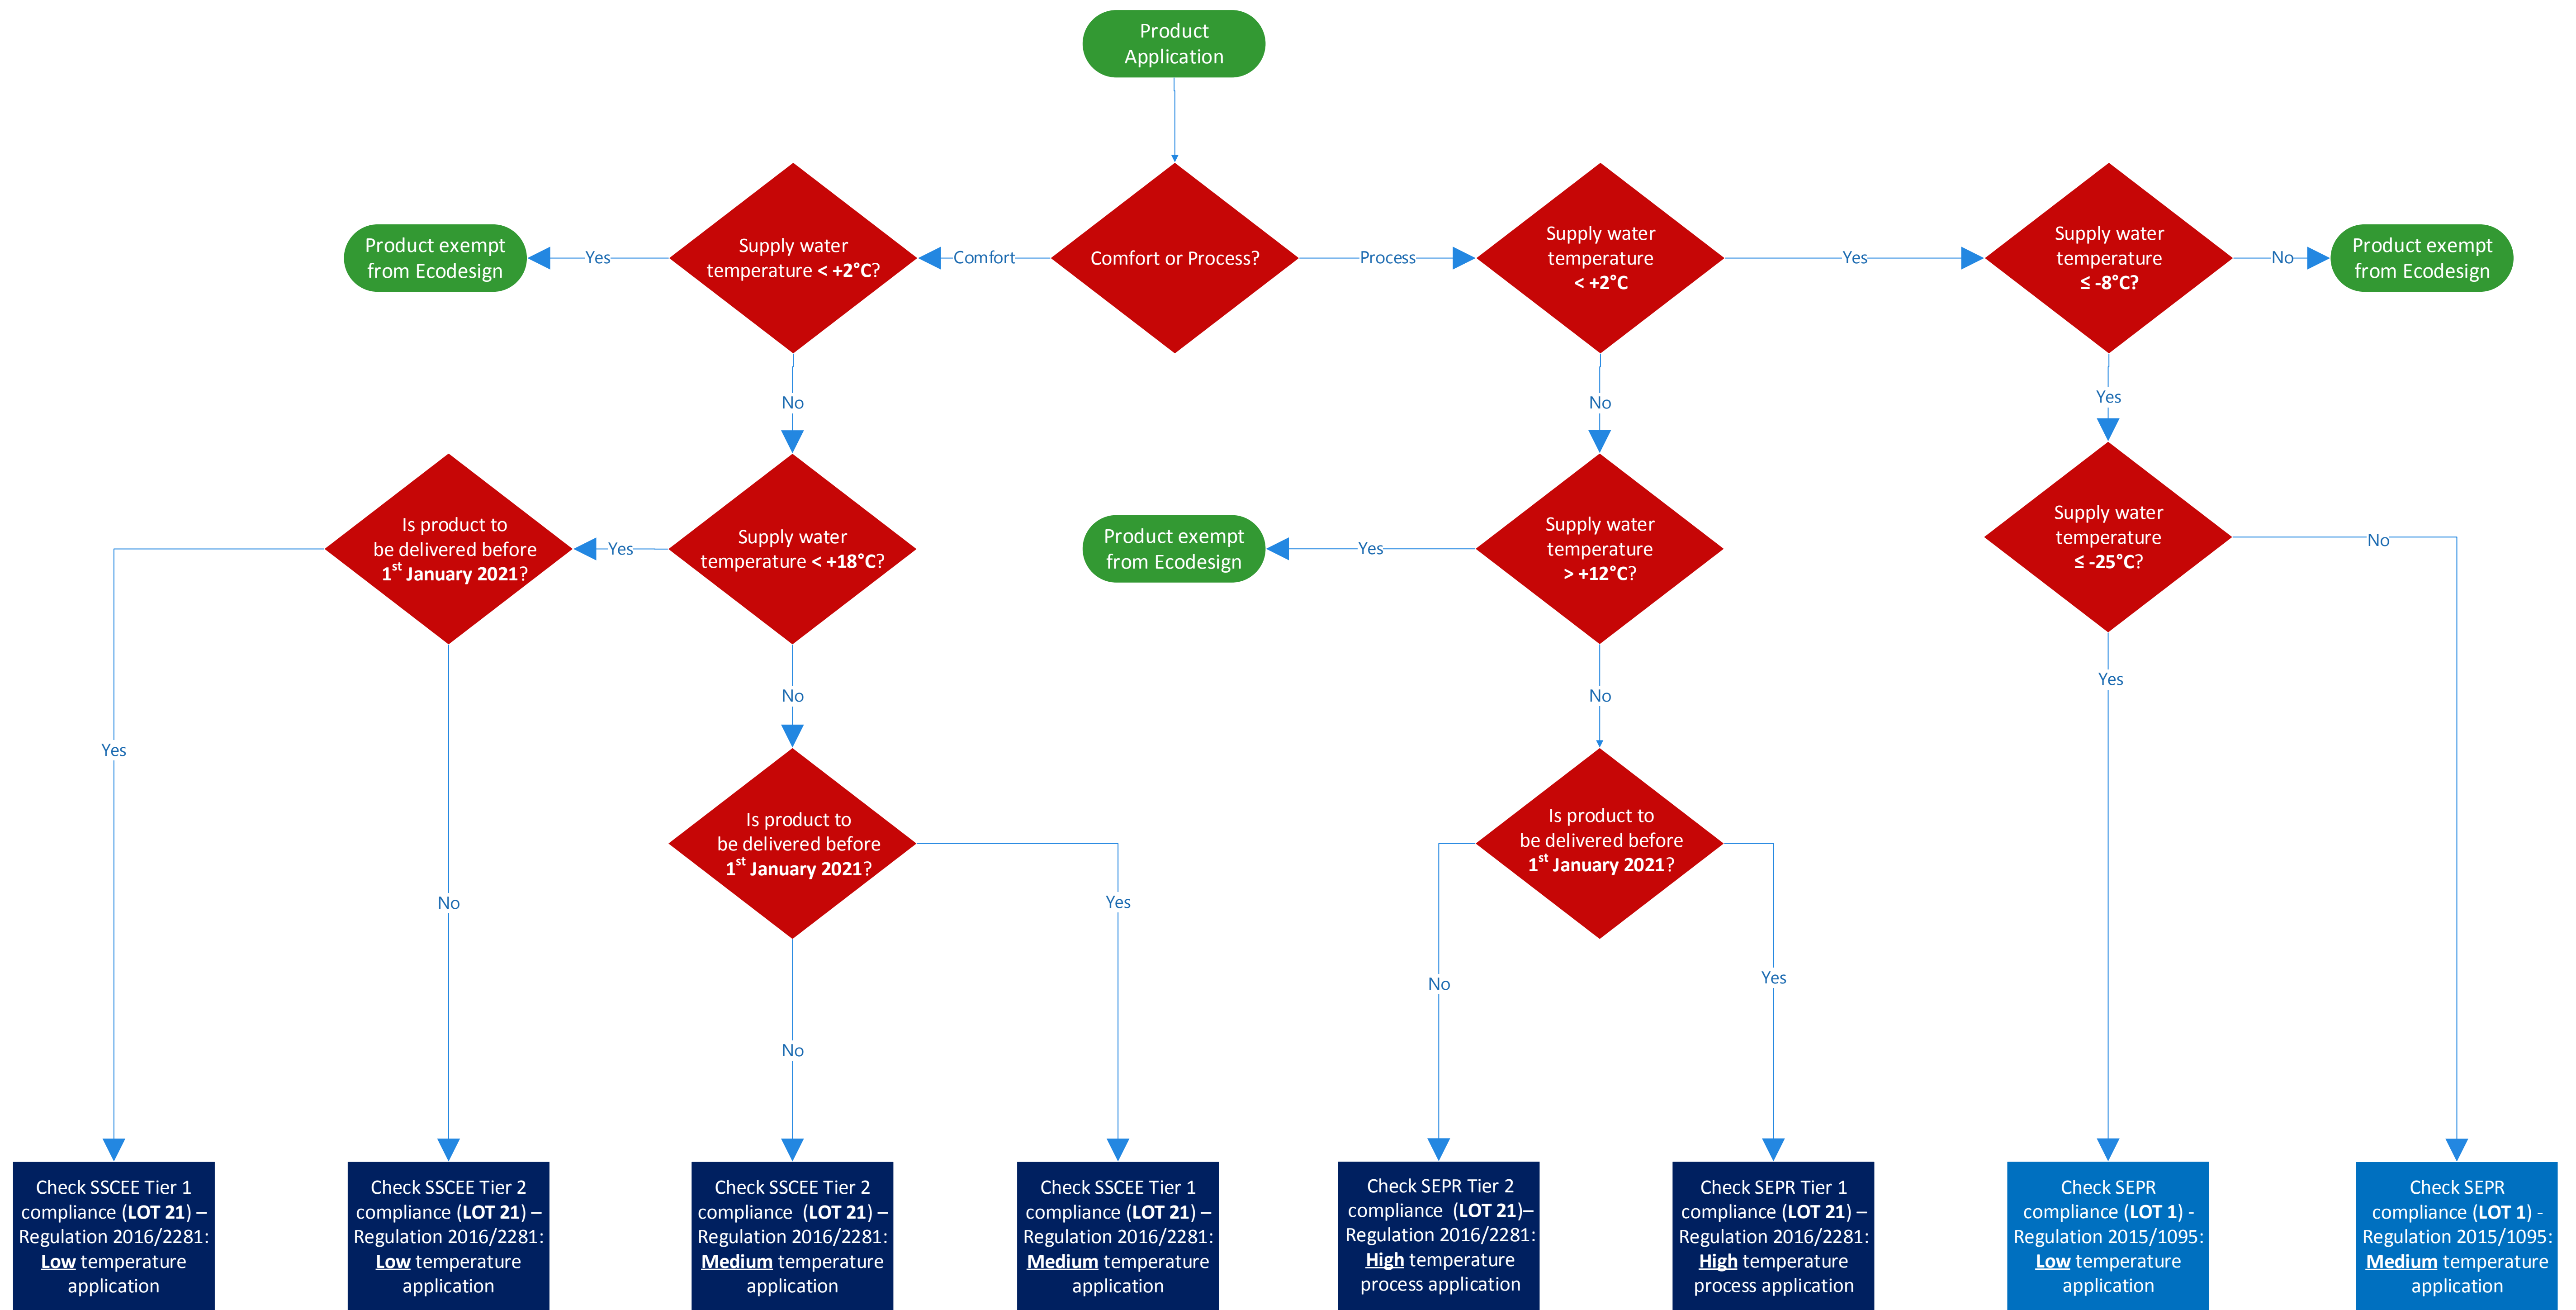 Product
Application
Product exempt
from Ecodesign
Yes
Supply water
temperature < +2°C?
Comfort
Comfort or Process?
Process
Supply water
temperature
< +2°C
Yes
Supply water
temperature
≤ -8°C?
No
Product exempt
from Ecodesign
No
No
Yes
Is product to
be delivered before
1st January 2021?
Yes
Supply water
temperature < +18°C?
Product exempt
from Ecodesign
Yes
Supply water
temperature
> +12°C?
Supply water
temperature
≤ -25°C?
No
No
No
Yes
Yes
Is product to
be delivered before
1st January 2021?
Is product to
be delivered before
1st January 2021?
No
Yes
No
Yes
No
Check SSCEE Tier 1
compliance (LOT 21) –
Regulation 2016/2281:
Low temperature
application
Check SSCEE Tier 2
compliance (LOT 21) –
Regulation 2016/2281:
Low temperature
application
Check SSCEE Tier 2
compliance (LOT 21) –
Regulation 2016/2281:
Medium temperature
application
Check SSCEE Tier 1
compliance (LOT 21) –
Regulation 2016/2281:
Medium temperature
application
Check SEPR Tier 2
compliance (LOT 21)–
Regulation 2016/2281:
High temperature
process application
Check SEPR Tier 1
compliance (LOT 21) –
Regulation 2016/2281:
High temperature
process application
Check SEPR
compliance (LOT 1) -
Regulation 2015/1095:
Low temperature
application
Check SEPR
compliance (LOT 1) -
Regulation 2015/1095:
Medium temperature
application